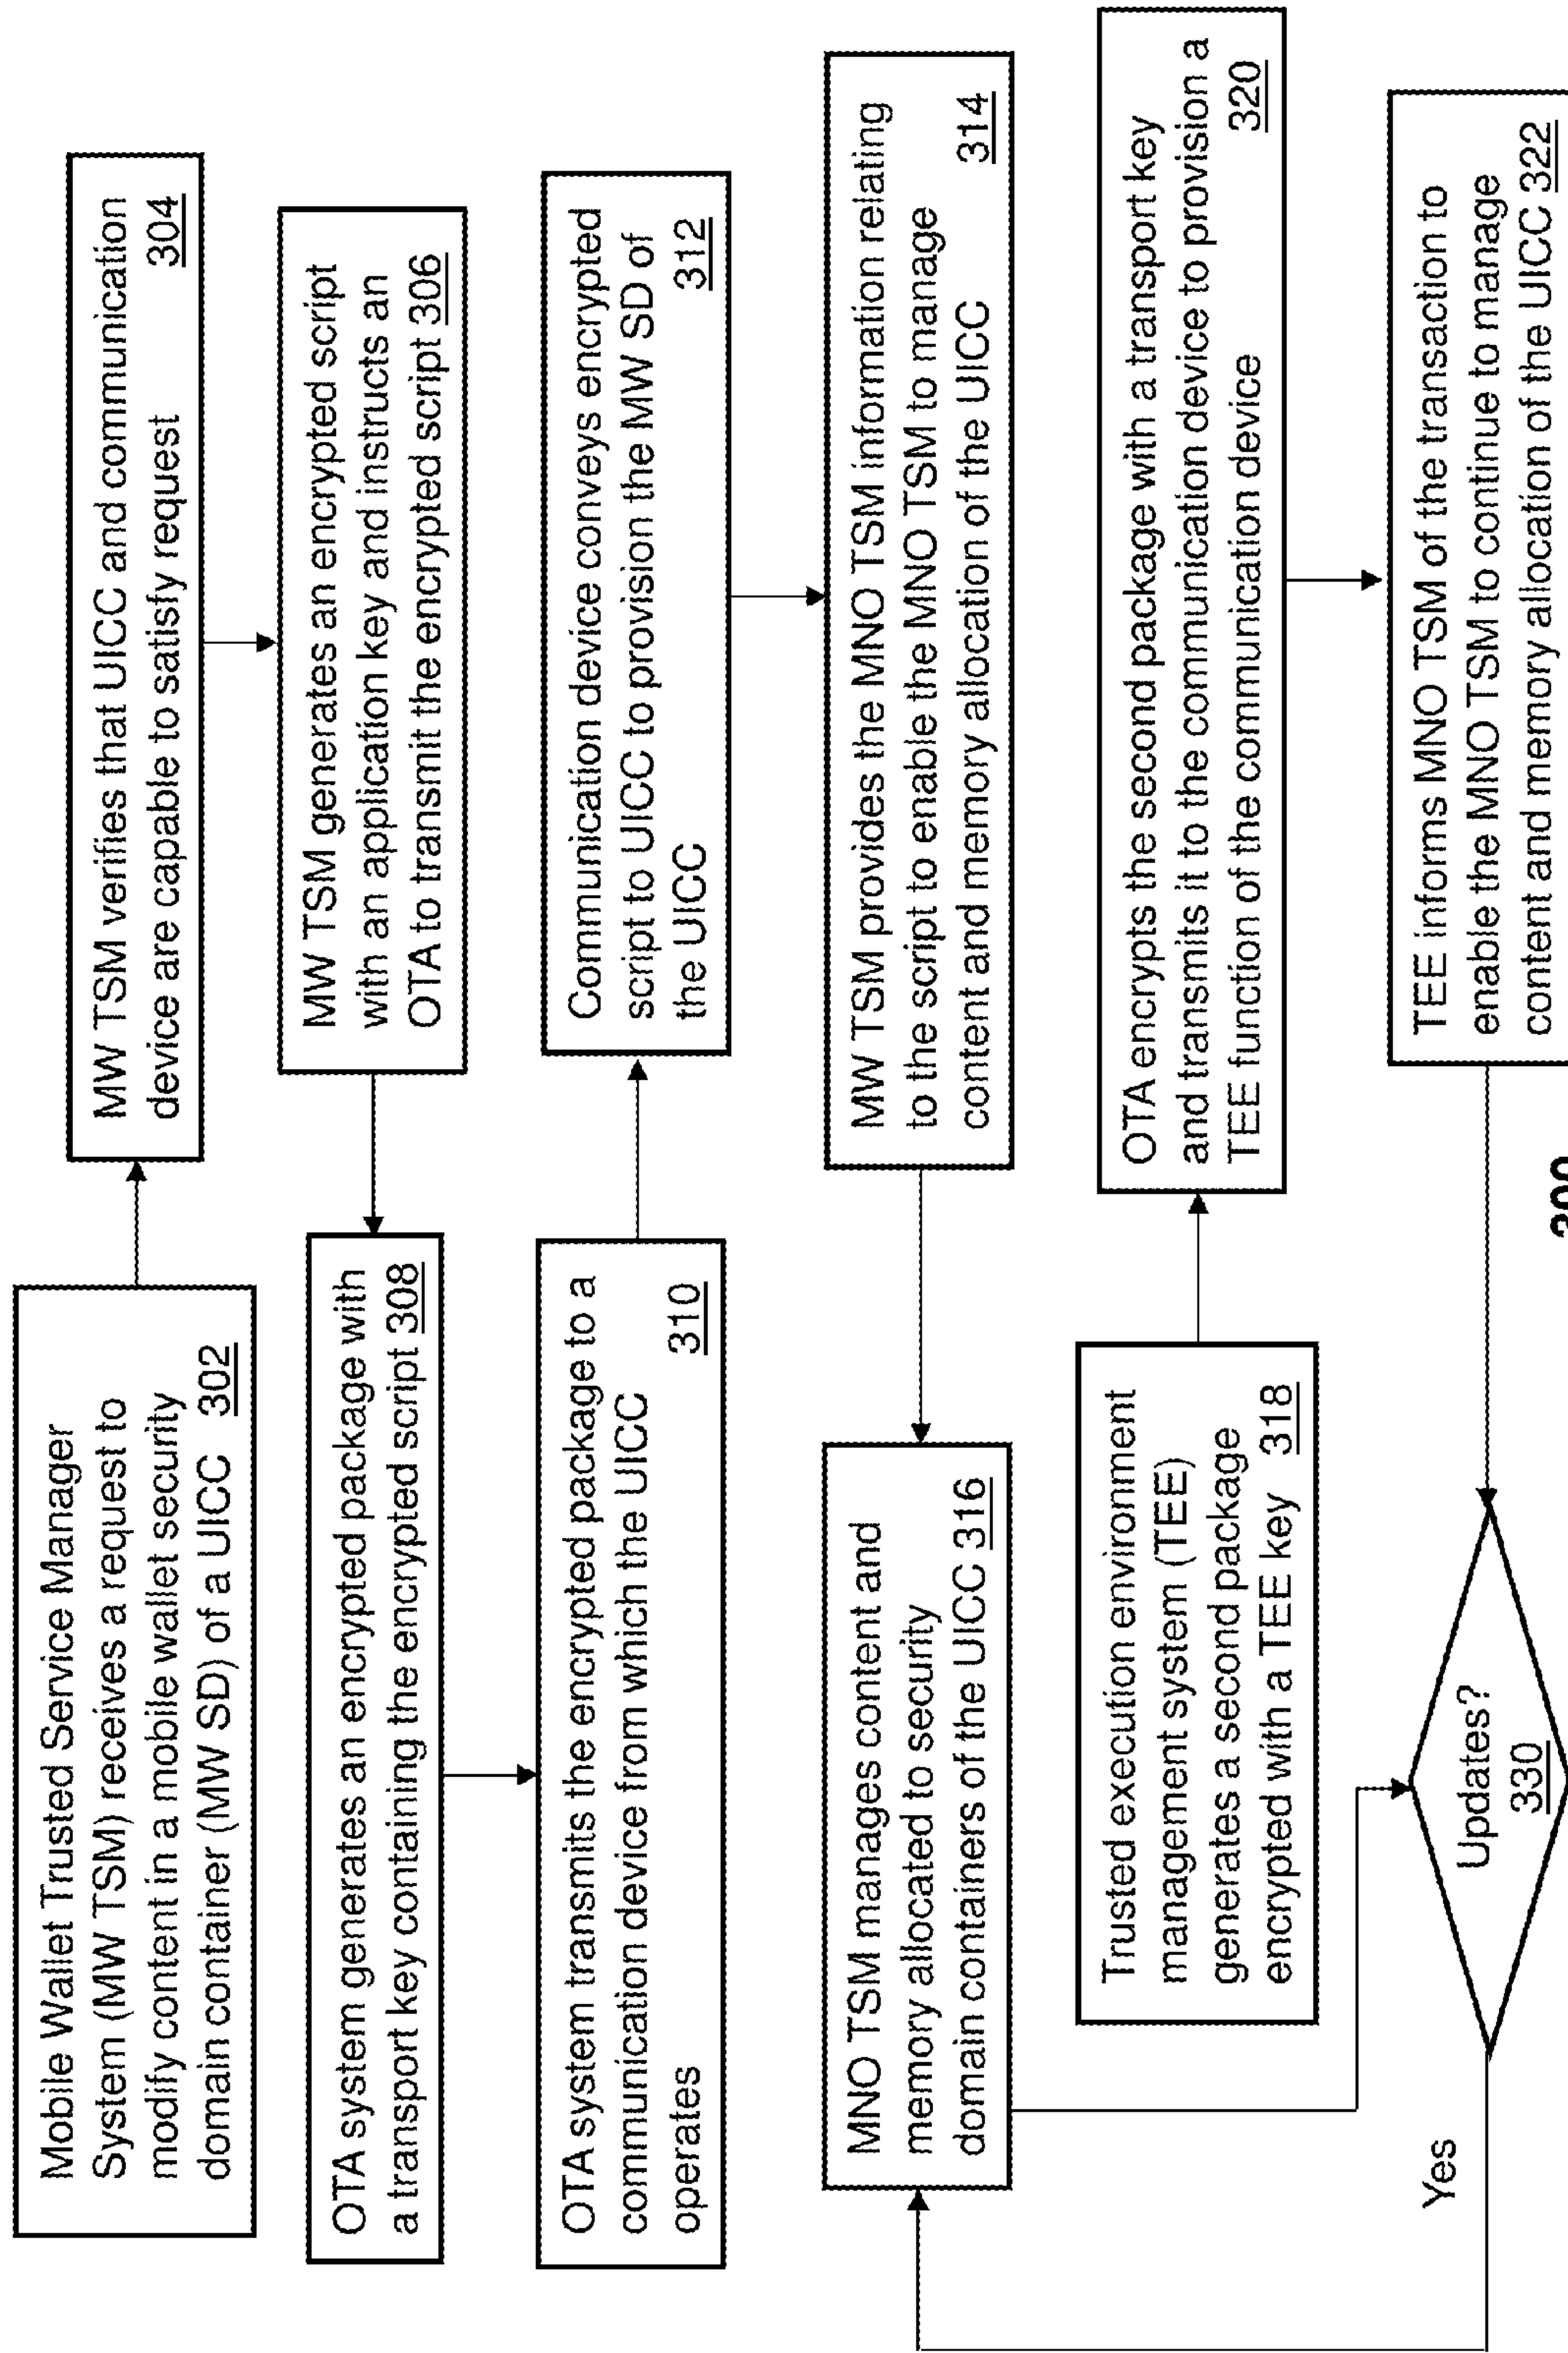 Mobile Wallet Trusted Service Manager
System (MW TSM) receives a request to
modify content in a mobile wallet security
domain container (MW SD) of a UICC 302
MW TSM verifies that UICC and communication
device are capable to satisfy request 304
MW TSM generates an encrypted script
with an application key and instructs an
OTA to transmit the encrypted script 306
OTA system generates an encrypted package with
a transport key containing the encrypted script 308
OTA system transmits the encrypted package to a
communication device from which the UICC
operates 310
Communication device conveys encrypted
script to UICC to provision the MW SD of
the UICC 312
MW TSM provides the MNO TSM information relating
to the script to enable the MNO TSM to manage
content and memory allocation of the UICC 314
MNO TSM manages content and
memory allocated to security
domain containers of the UICC 316
Trusted execution environment
management system (TEE)
generates a second package
encrypted with a TEE key 318
OTA encrypts the second package with a transport key
and transmits it to the communication device to provision a
TEE function of the communication device 320
TEE informs MNO TSM of the transaction to
enable the MNO TSM to continue to manage
content and memory allocation of the UICC 322
Updates?
330
Yes